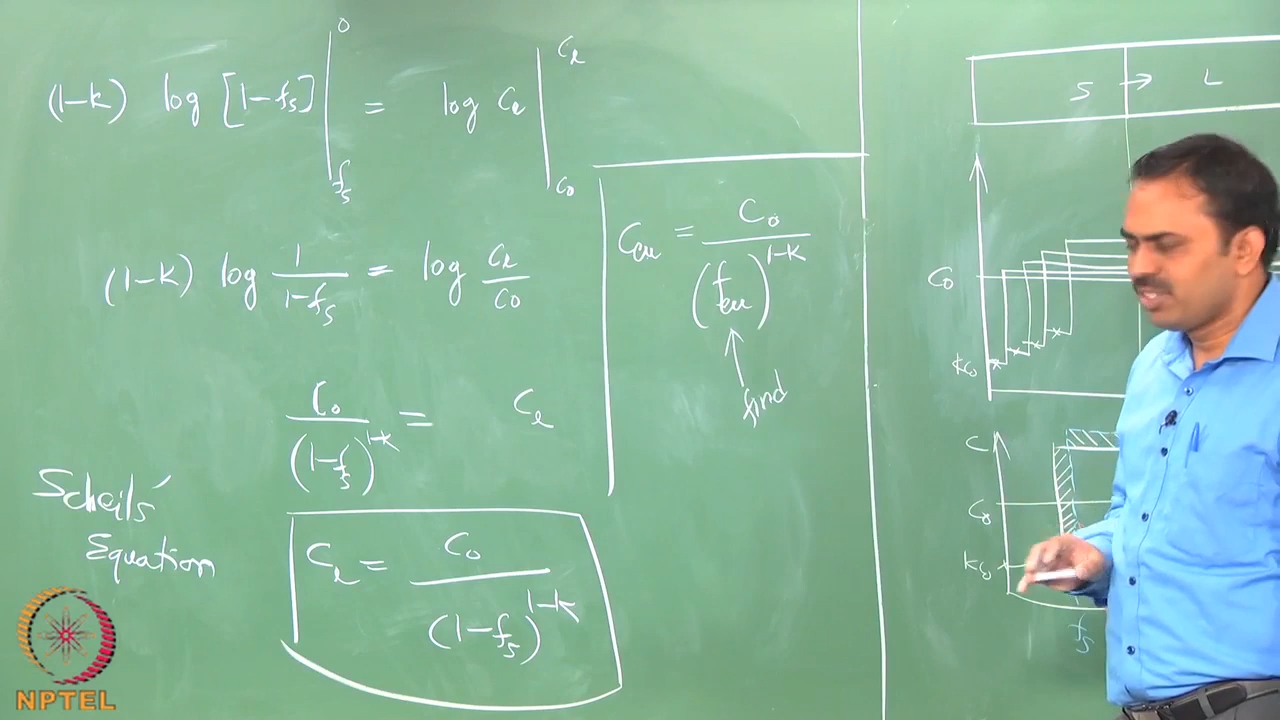 (1-k) log [1-fs] |₀ fs = log Cℓ | Cℓ C₀
(1-k) log 1/(1-fs) = log Cℓ/C₀
C₀/(1-fs)^(1-k) = Cℓ
Scheils'
Equation
Cℓ = C₀/(1-fs)^(1-k)
Ceu = C₀/(feu)^(1-k)
find
S → L
C₀
kC₀
C
C₀
kC₀
fs
NPTEL